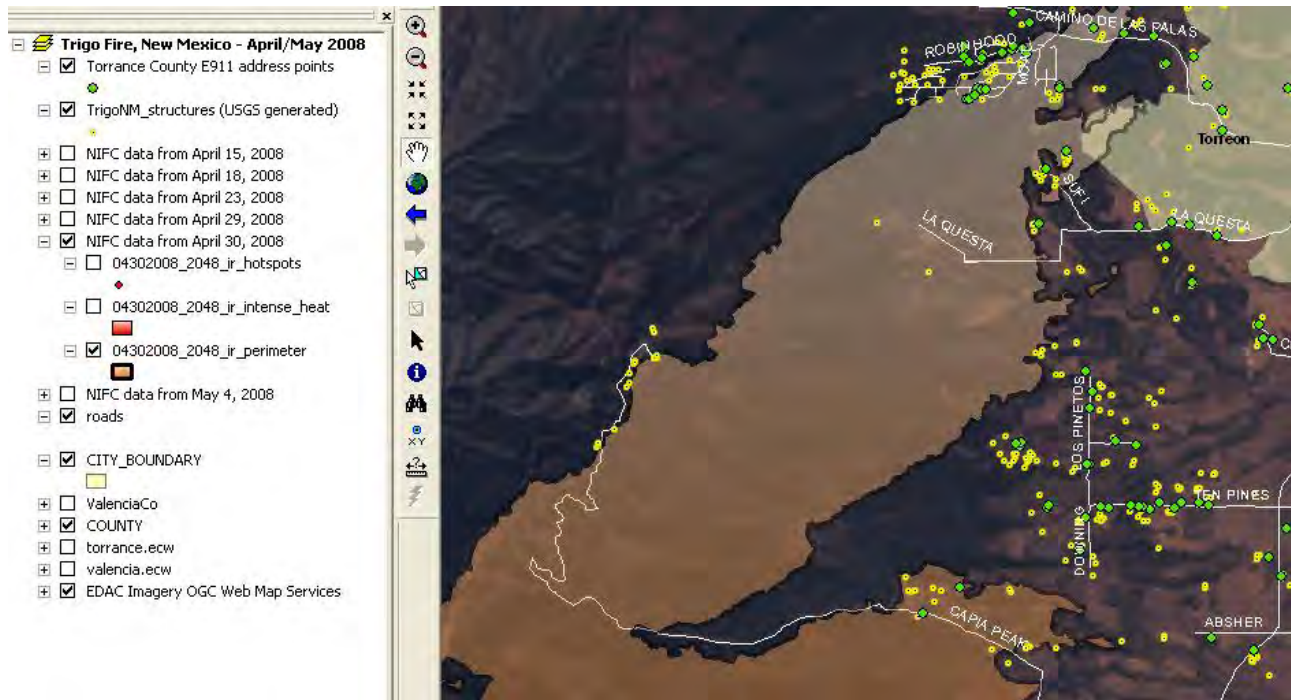 Trigo Fire, New Mexico - April/May 2008
Torrance County E911 address points
TrigoNM_structures (USGS generated)
NIFC data from April 15, 2008
NIFC data from April 18, 2008
NIFC data from April 23, 2008
NIFC data from April 29, 2008
NIFC data from April 30, 2008
04302008_2048_ir_hotspots
04302008_2048_ir_intense_heat
04302008_2048_ir_perimeter
NIFC data from May 4, 2008
roads
CITY_BOUNDARY
ValenciaCo
COUNTY
torrance.ecw
valencia.ecw
EDAC Imagery OGC Web Map Services
XY
CAMINO DE LAS PALAS
ROBINHOOD
Torreon
SUFI
LA QUESTA
LA QUESTA
LOS PINETOS
TEN PINES
DOWNING
CAPIA PEAK
ABSHER